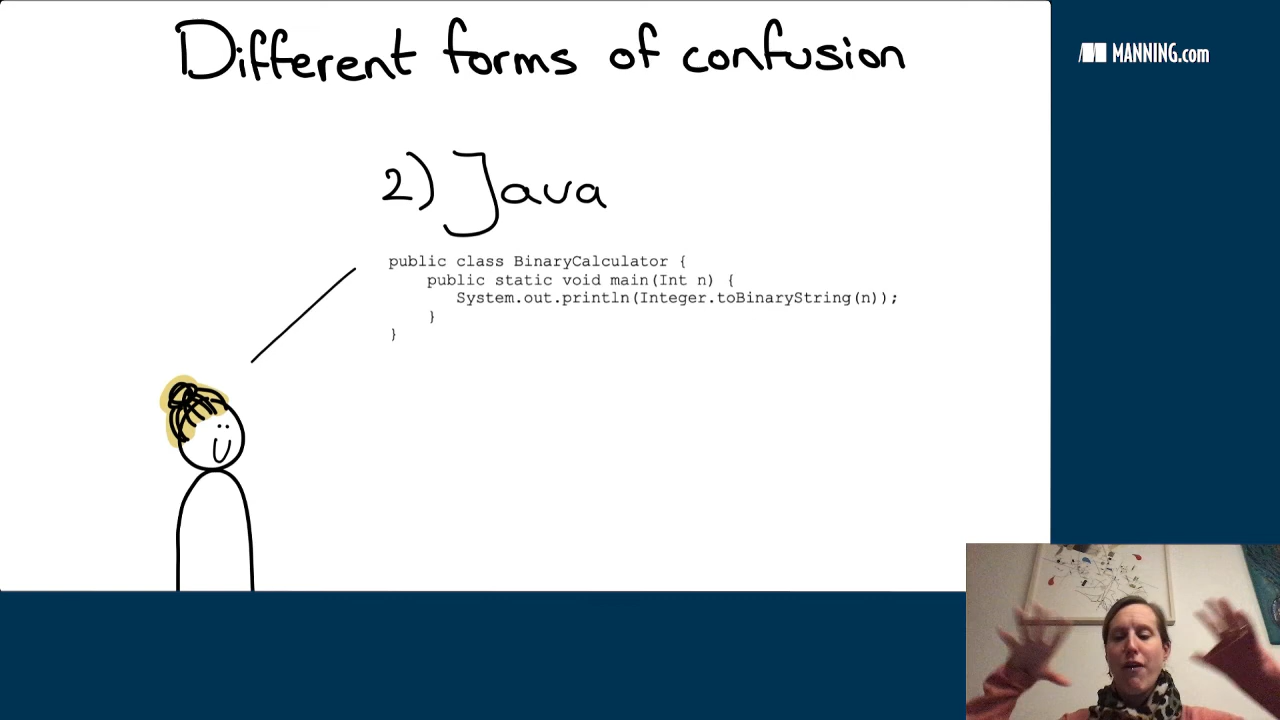 Different forms of confusion
MANNING.com
2) Java
public class BinaryCalculator {
public static void main(Int n) {
System.out.println(Integer.toBinaryString(n));
}
}